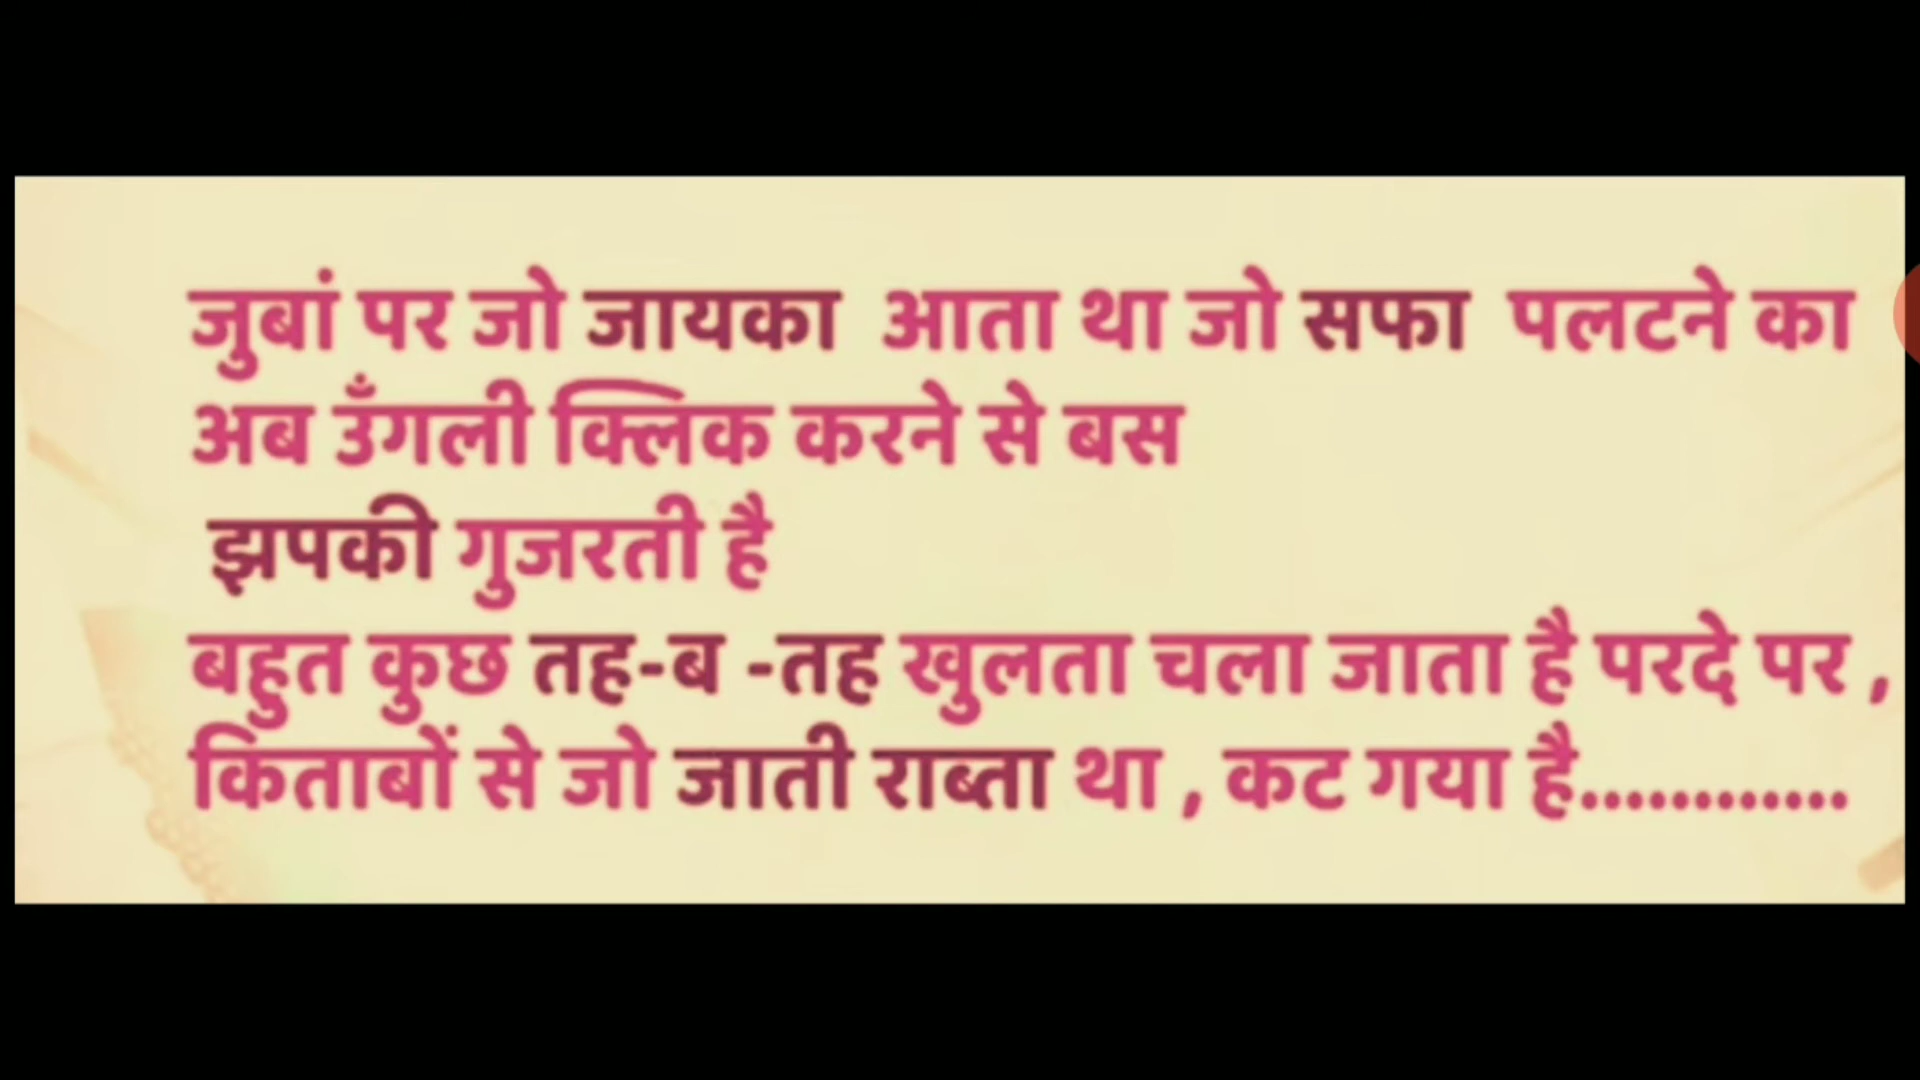 जुबां पर जो जायका आता था जो सफा पलटने का
अब उँगली क्लिक करने से बस
झपकी गुजरती है
बहुत कुछ तह-ब -तह खुलता चला जाता है परदे पर ,
किताबों से जो जाती राब्ता था , कट गया है............